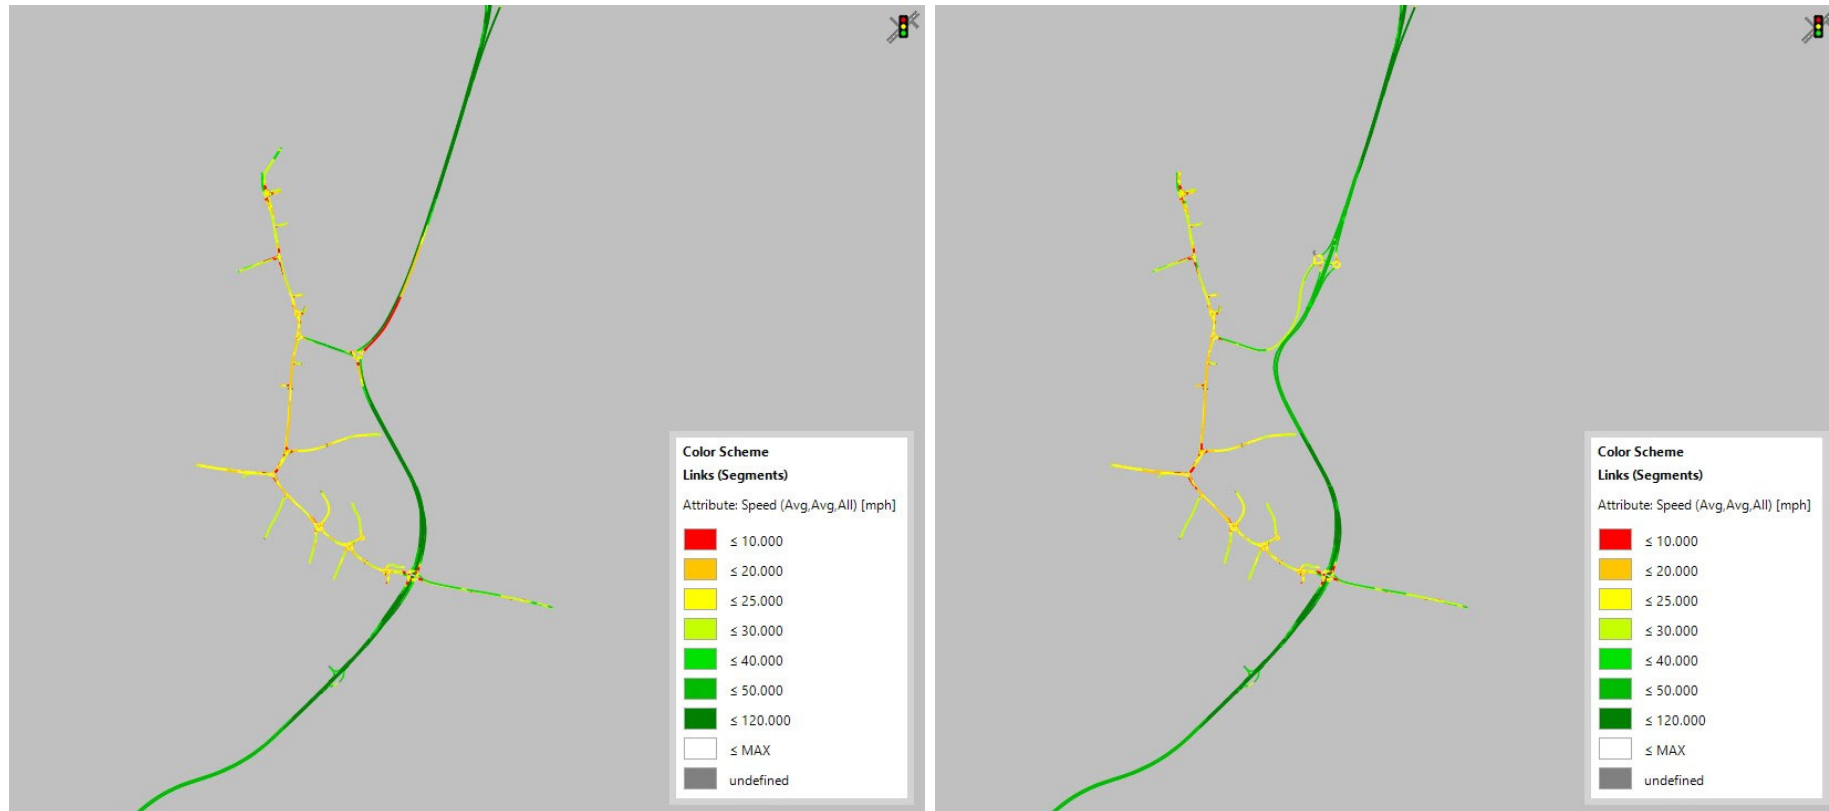 Color Scheme
Links (Segments)
Attribute: Speed (Avg,Avg,All) [mph]
≤ 10.000
≤ 20.000
≤ 25.000
≤ 30.000
≤ 40.000
≤ 50.000
≤ 120.000
≤ MAX
undefined
Color Scheme
Links (Segments)
Attribute: Speed (Avg,Avg,All) [mph]
≤ 10.000
≤ 20.000
≤ 25.000
≤ 30.000
≤ 40.000
≤ 50.000
≤ 120.000
≤ MAX
undefined